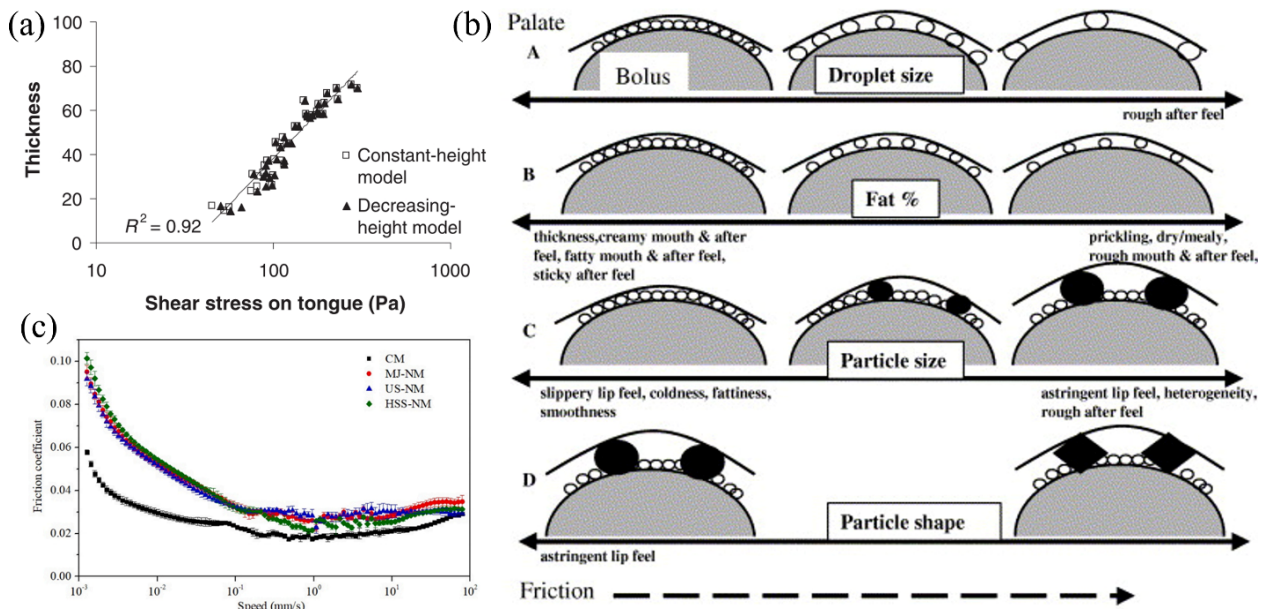 (a)
100
80
60
40
20
0
Thickness
R² = 0.92
Constant-height
model
Decreasing-
height model
10
100
1000
Shear stress on tongue (Pa)
(b)
Palate
A
Bolus
Droplet size
rough after feel
B
Fat %
thickness,creamy mouth & after
feel, fatty mouth & after feel,
sticky after feel
prickling, dry/mealy,
rough mouth & after feel,
C
Particle size
slippery lip feel, coldness, fattiness,
smoothness
astringent lip feel, heterogeneity,
rough after feel
D
Particle shape
astringent lip feel
Friction
(c)
0.10
0.08
0.06
0.04
0.02
0.00
Friction coefficient
CM
MJ-NM
US-NM
HSS-NM
10⁻³
10⁻²
10⁻¹
10⁰
10¹
10²
Speed (mm/s)